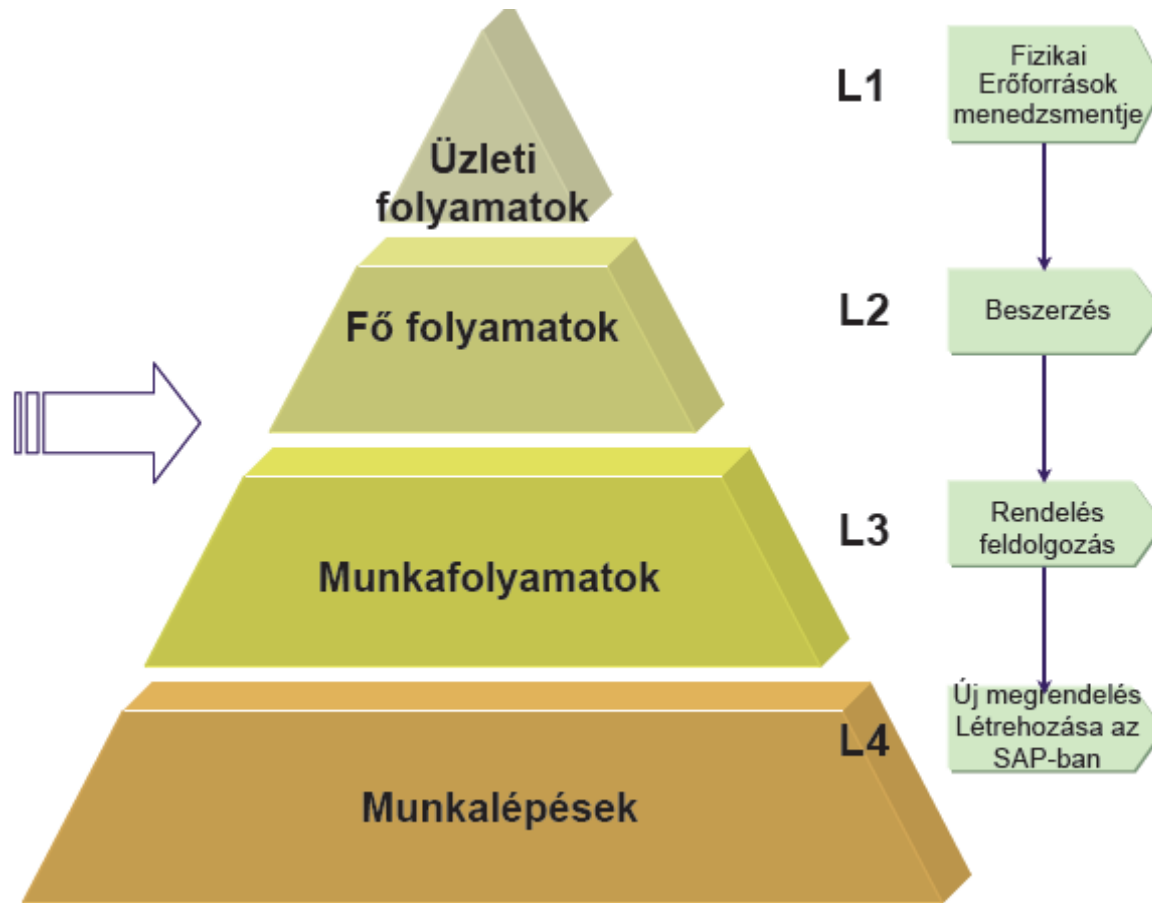 Üzleti
folyamatok
L1
Fizikai
Erőforrások
menedzsmentje
Fő folyamatok
L2
Beszerzés
Munkafolyamatok
L3
Rendelés
feldolgozás
Munkalépések
L4
Új megrendelés
Létrehozása az
SAP-ban